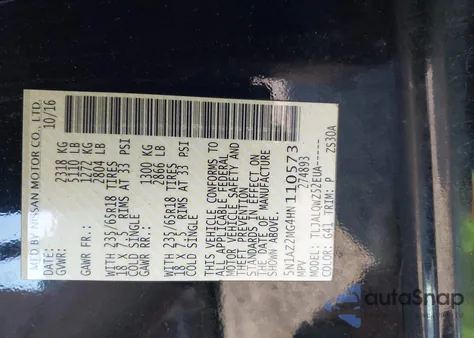 MFD BY NISSAN MOTOR CO., LTD.
DATE: 10/16
GVWR: 2318 KG
5110 LB
GAWR FR.: 1272 KG
2804 LB
WITH 235/65R18 TIRES
18 X 7.5 RIMS AT 33 PSI
COLD SINGLE
GAWR RR.: 1300 KG
2866 LB
WITH 235/65R18 TIRES
18 X 7.5 RIMS AT 33 PSI
COLD SINGLE
THIS VEHICLE CONFORMS TO
ALL APPLICABLE FEDERAL
MOTOR VEHICLE SAFETY AND
THEFT PREVENTION
STANDARDS IN EFFECT ON
THE DATE OF MANUFACTURE
SHOWN ABOVE.
5N1AZ2MG4HN110573
MPV 274893
COLOR: G41 TRIM: P ZS30A
autoSnap